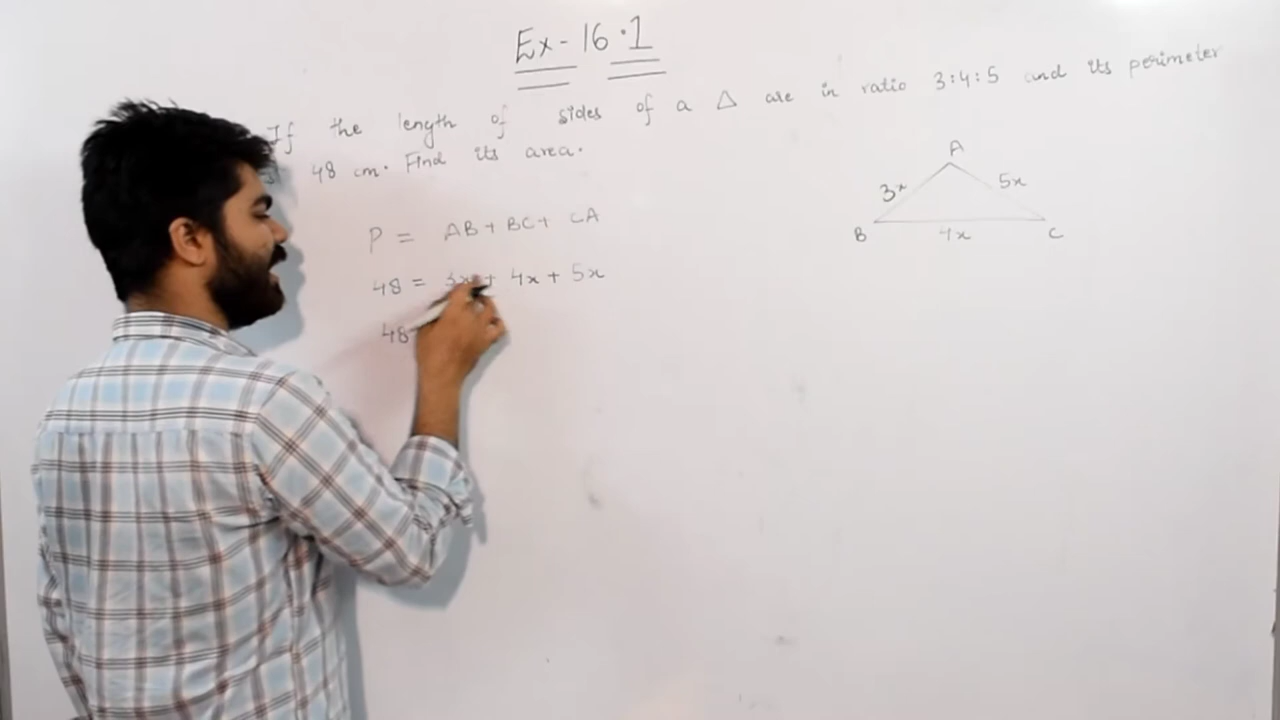 Ex-16.1
If the length of sides of a △ are in ratio 3:4:5 and its perimeter
48 cm. Find its area.
A
3x 5x
B 4x C
P = AB + BC + CA
48 = 3x + 4x + 5x
48